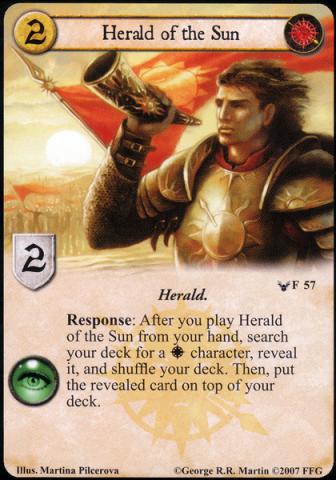 2
Herald of the Sun
2
F 57
Herald.
Response: After you play Herald
of the Sun from your hand, search
your deck for a character, reveal
it, and shuffle your deck. Then, put
the revealed card on top of your
deck.
Illus. Martina Pilcerova ©George R.R. Martin ©2007 FFG